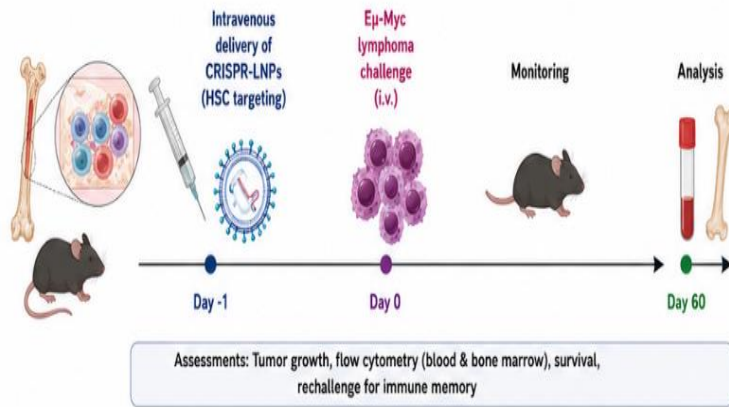 Intravenous
delivery of
CRISPR-LNPs
(HSC targeting)
Eμ-Myc
lymphoma
challenge
(i.v.)
Monitoring
Analysis
Day -1
Day 0
Day 60
Assessments: Tumor growth, flow cytometry (blood & bone marrow), survival,
rechallenge for immune memory